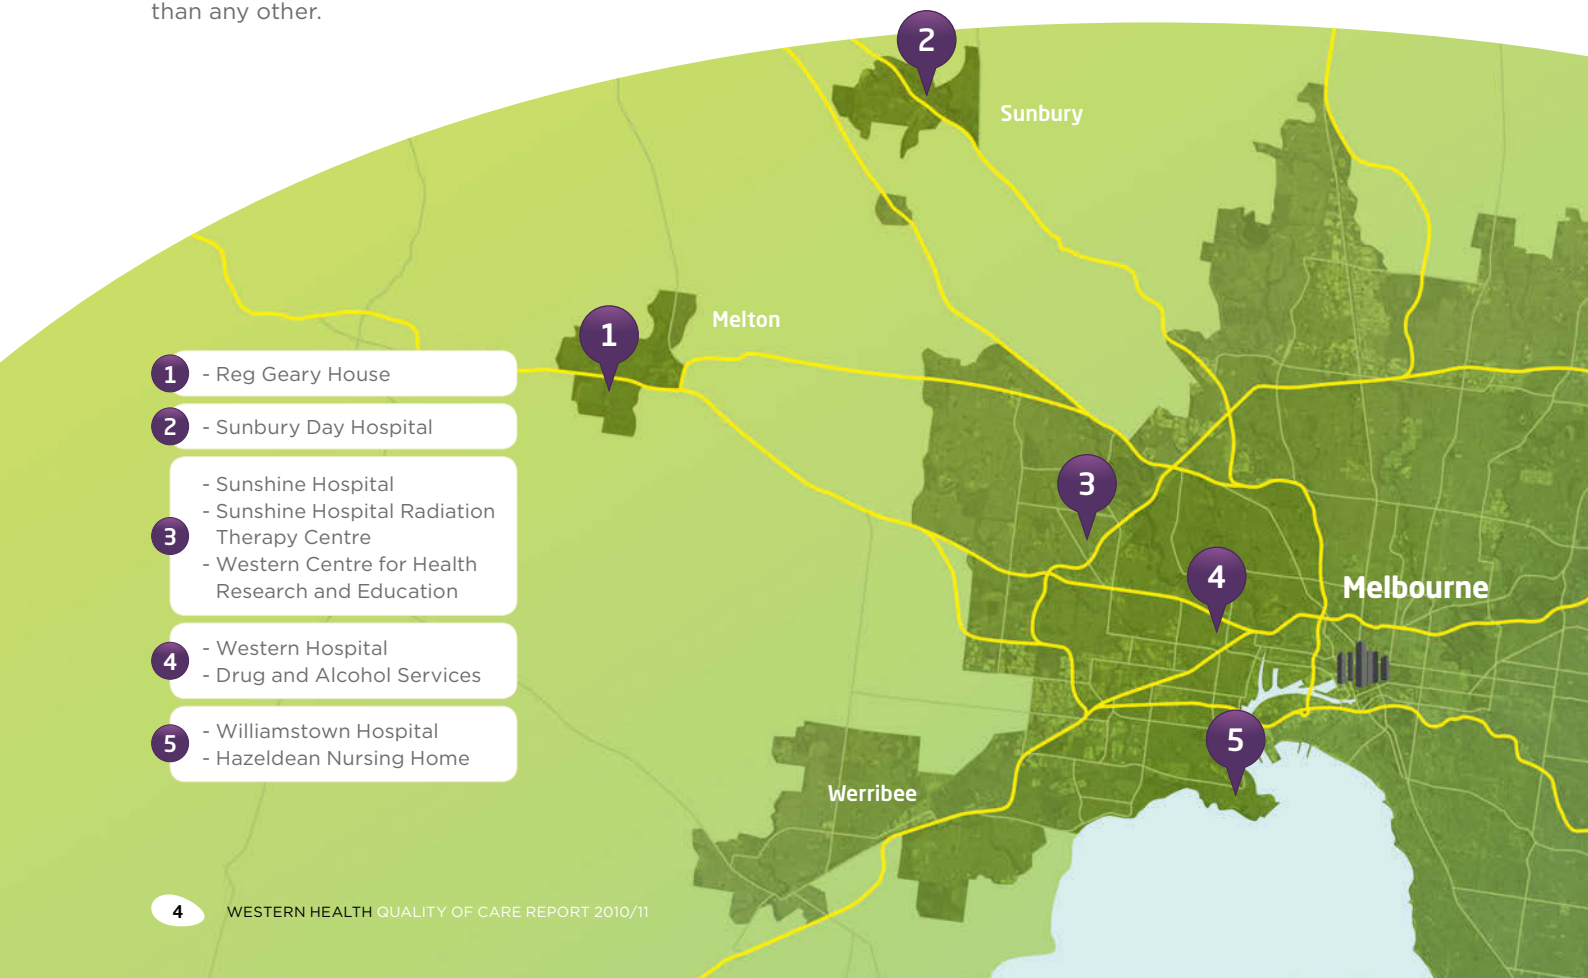 than any other.
2
Sunbury
1
Melton
1 - Reg Geary House
2 - Sunbury Day Hospital
3
- Sunshine Hospital
- Sunshine Hospital Radiation
Therapy Centre
- Western Centre for Health
Research and Education
4
- Western Hospital
- Drug and Alcohol Services
5
- Williamstown Hospital
- Hazeldean Nursing Home
3
4
Melbourne
5
Werribee
4 WESTERN HEALTH QUALITY OF CARE REPORT 2010/11